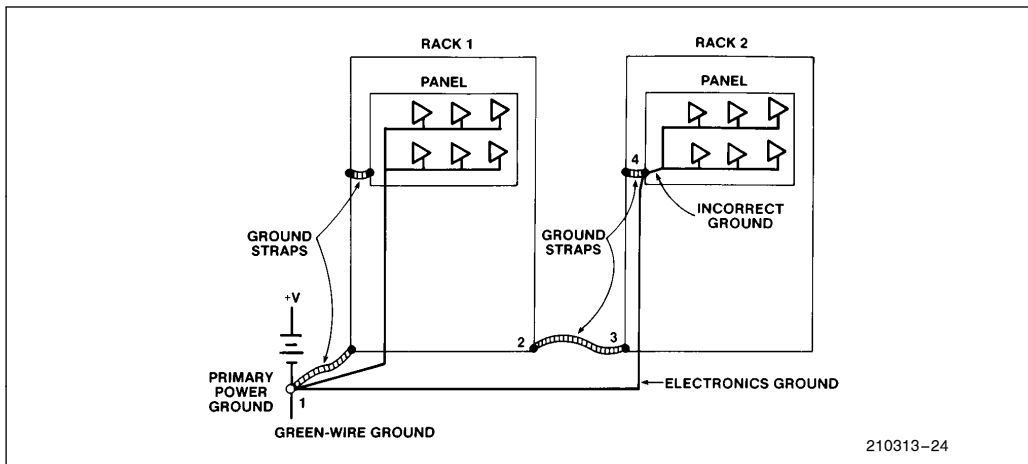 RACK 1
RACK 2
PANEL
PANEL
4
INCORRECT
GROUND
GROUND
STRAPS
GROUND
STRAPS
+V
2
3
PRIMARY
POWER
GROUND
1
ELECTRONICS GROUND
GREEN-WIRE GROUND
210313–24